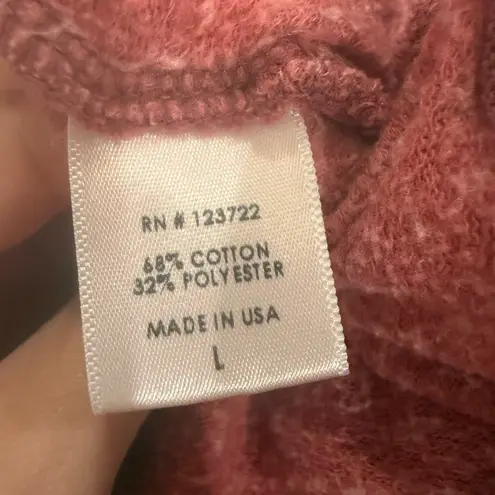 RN # 123722
68% COTTON
32% POLYESTER
MADE IN USA
L